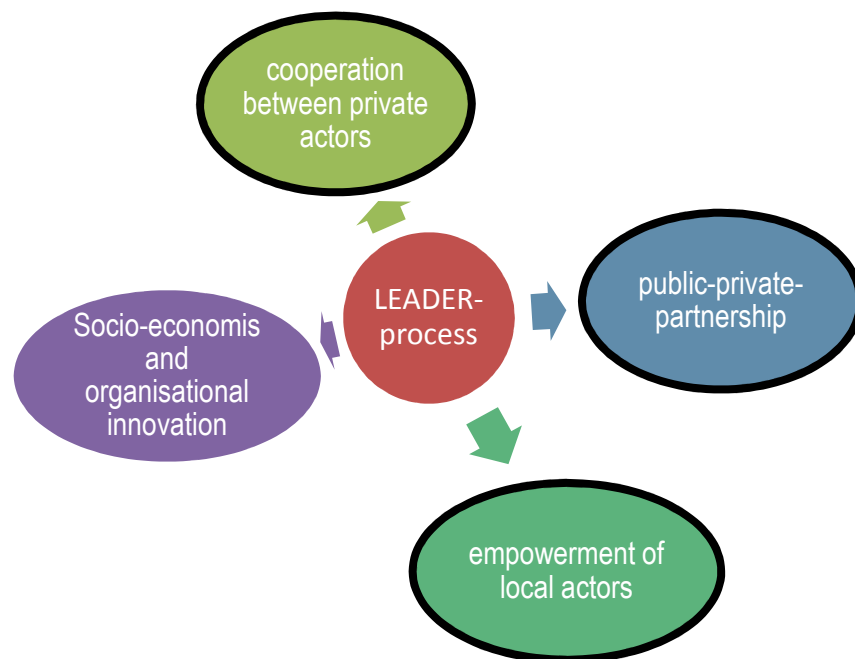 cooperation
between private
actors
LEADER-
process
public-private-
partnership
Socio-economis
and
organisational
innovation
empowerment of
local actors